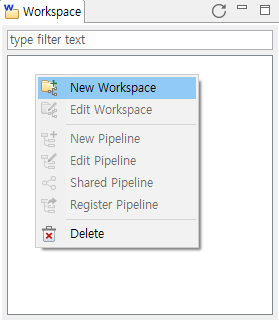 Workspace
type filter text
New Workspace
Edit Workspace
New Pipeline
Edit Pipeline
Shared Pipeline
Register Pipeline
Delete